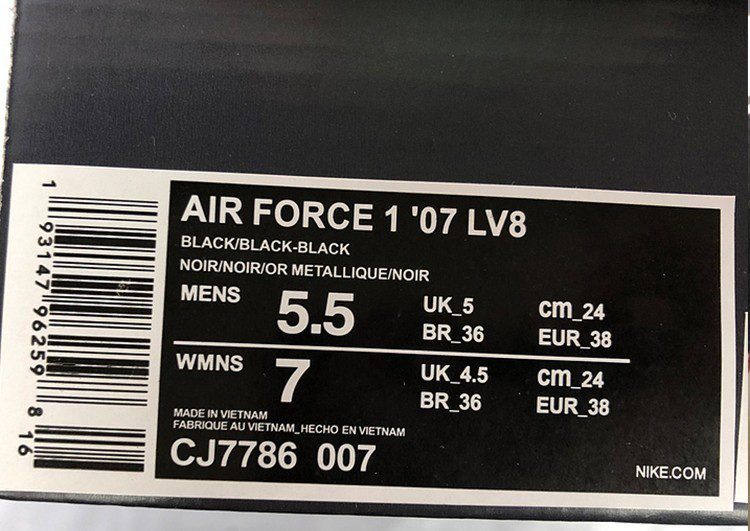 AIR FORCE 1 '07 LV8
BLACK/BLACK-BLACK
NOIR/NOIR/OR METALLIQUE/NOIR
MENS 5.5 UK_5 cm_24
BR_36 EUR_38
WMNS 7 UK_4.5 cm_24
BR_36 EUR_38
MADE IN VIETNAM
FABRIQUE AU VIETNAM_HECHO EN VIETNAM
CJ7786 007
NIKE.COM
1 93147 96259 8 16